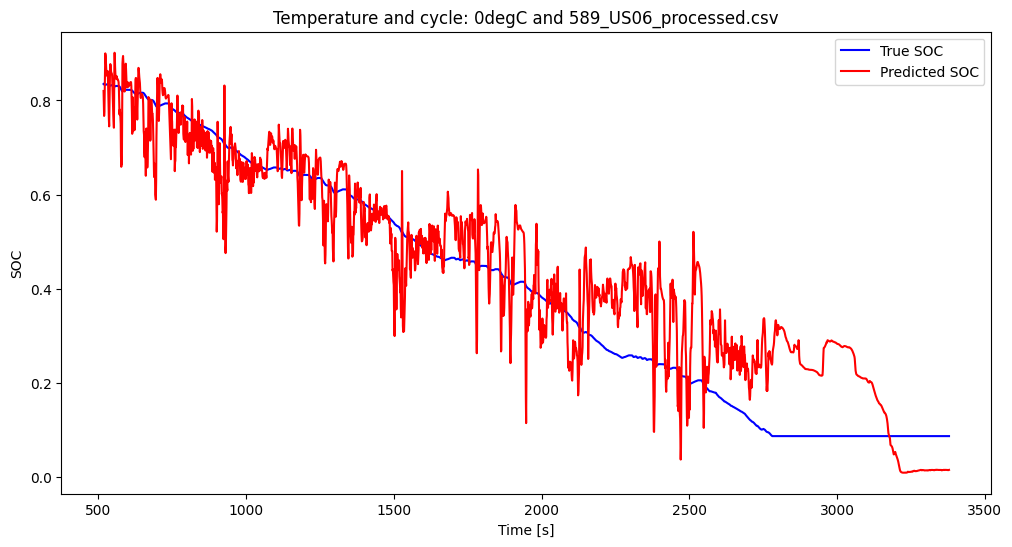 Temperature and cycle: 0degC and 589_US06_processed.csv
True SOC
Predicted SOC
SOC
0.8
0.6
0.4
0.2
0.0
500 1000 1500 2000 2500 3000 3500
Time [s]